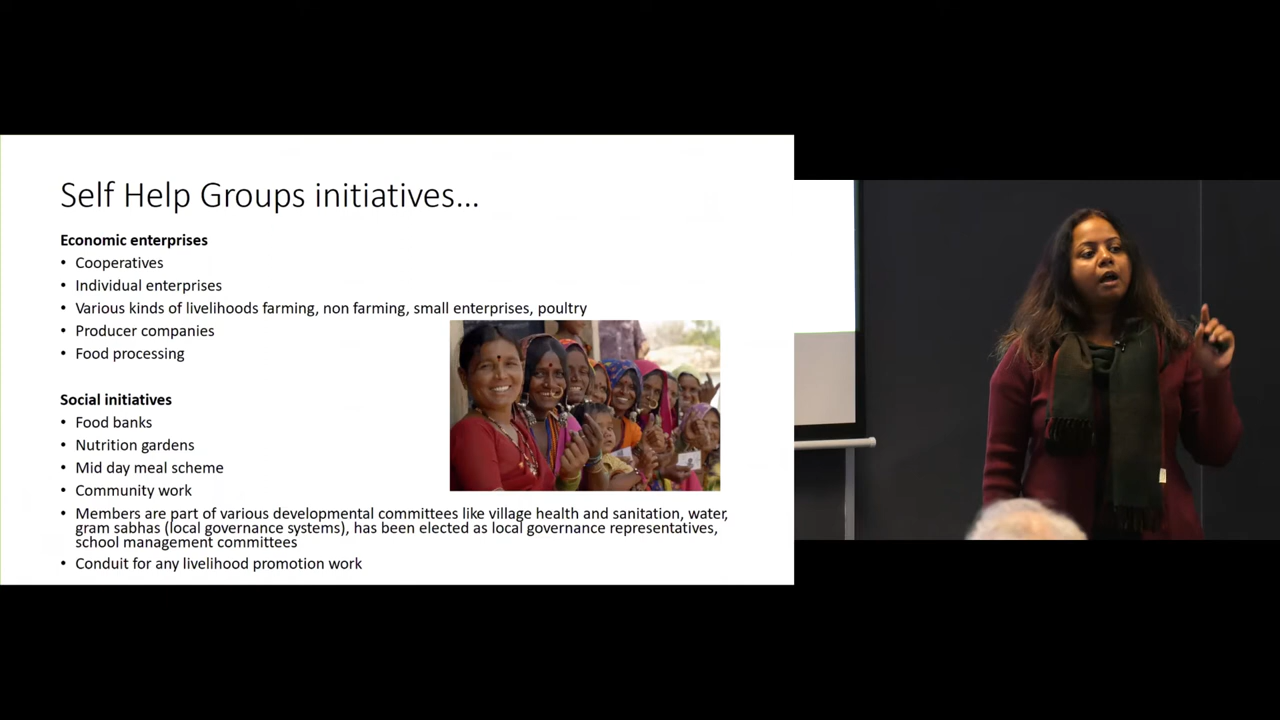 Self Help Groups initiatives...
Economic enterprises
• Cooperatives
• Individual enterprises
• Various kinds of livelihoods farming, non farming, small enterprises, poultry
• Producer companies
• Food processing
Social initiatives
• Food banks
• Nutrition gardens
• Mid day meal scheme
• Community work
• Members are part of various developmental committees like village health and sanitation, water,
gram sabhas (local governance systems), has been elected as local governance representatives,
school management committees
• Conduit for any livelihood promotion work